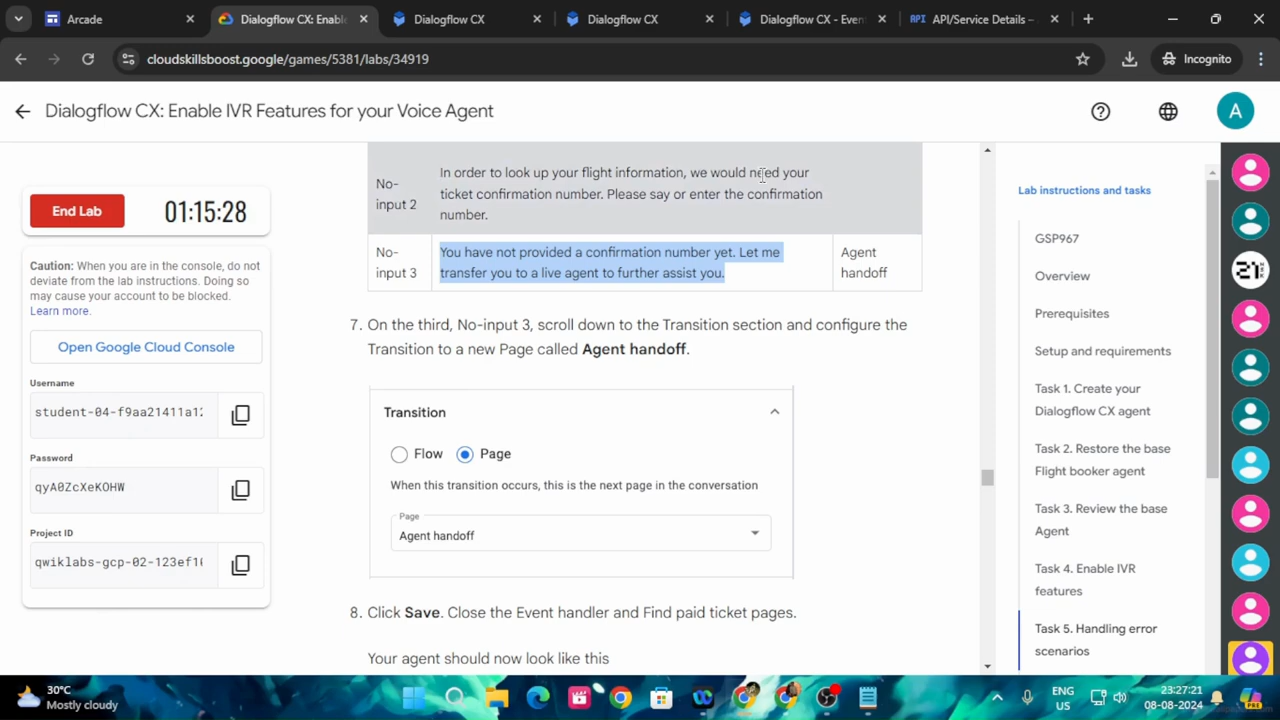 Arcade
Dialogflow CX: Enabl
Dialogflow CX
Dialogflow CX
Dialogflow CX - Even
API API/Service Details –
cloudskillsboost.google/games/5381/labs/34919
Incognito
Dialogflow CX: Enable IVR Features for your Voice Agent
A
End Lab
01:15:28
Caution: When you are in the console, do not
deviate from the lab instructions. Doing so
may cause your account to be blocked.
Learn more.
Open Google Cloud Console
Username
student-04-f9aa21411a12
Password
qyA0ZcXeKOHW
Project ID
qwiklabs-gcp-02-123ef1
No-
input 2
In order to look up your flight information, we would need your
ticket confirmation number. Please say or enter the confirmation
number.
No-
input 3
You have not provided a confirmation number yet. Let me
transfer you to a live agent to further assist you.
Agent
handoff
7. On the third, No-input 3, scroll down to the Transition section and configure the
Transition to a new Page called Agent handoff.
Transition
Flow
Page
When this transition occurs, this is the next page in the conversation
Page
Agent handoff
8. Click Save. Close the Event handler and Find paid ticket pages.
Your agent should now look like this
Lab instructions and tasks
GSP967
Overview
Prerequisites
Setup and requirements
Task 1. Create your
Dialogflow CX agent
Task 2. Restore the base
Flight booker agent
Task 3. Review the base
Agent
Task 4. Enable IVR
features
Task 5. Handling error
scenarios
30°C
Mostly cloudy
ENG
US
23:27:21
08-08-2024
PRE